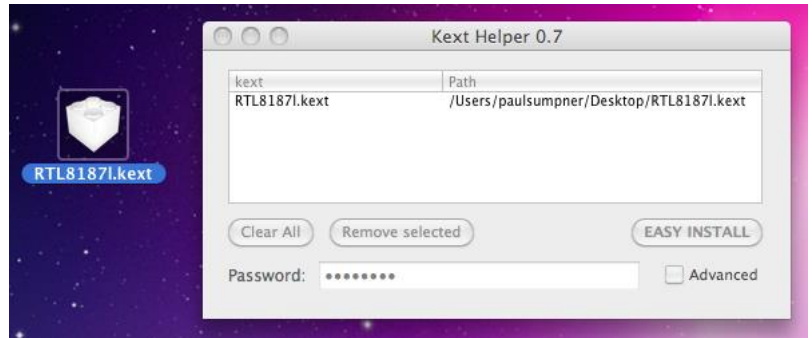 Kext Helper 0.7
kext Path
RTL8187l.kext /Users/paulsumpner/Desktop/RTL8187l.kext
RTL8187l.kext
Clear All Remove selected EASY INSTALL
Password: •••••••• Advanced